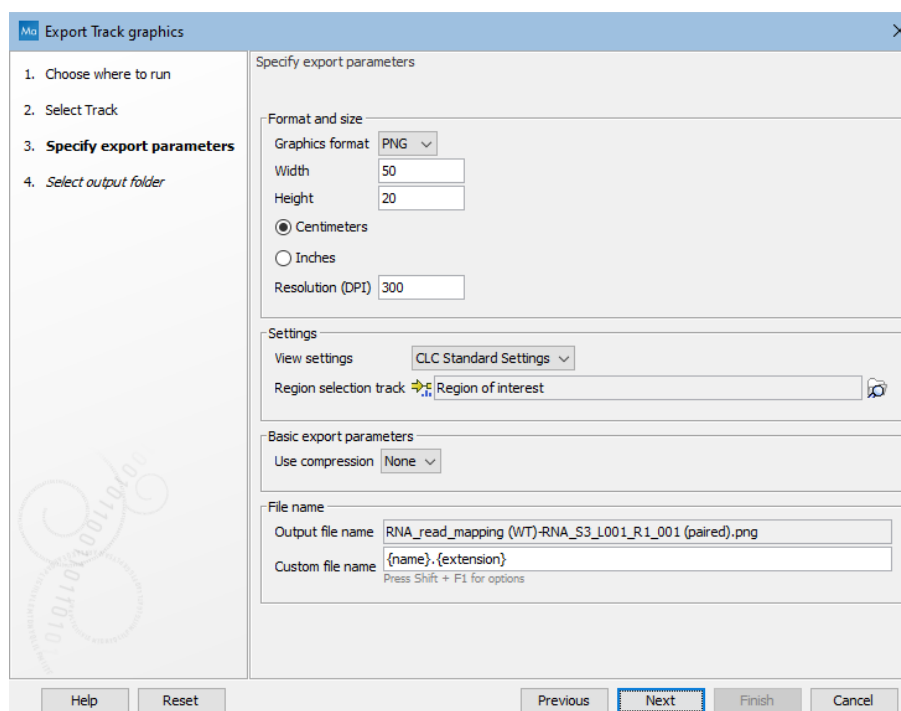 Ma Export Track graphics
1. Choose where to run
2. Select Track
3. Specify export parameters
4. Select output folder
Specify export parameters
Format and size
Graphics format PNG
Width 50
Height 20
Centimeters
Inches
Resolution (DPI) 300
Settings
View settings CLC Standard Settings
Region selection track Region of interest
Basic export parameters
Use compression None
File name
Output file name RNA_read_mapping (WT)-RNA_S3_L001_R1_001 (paired).png
Custom file name {name}.{extension}
Press Shift + F1 for options
Help Reset Previous Next Finish Cancel